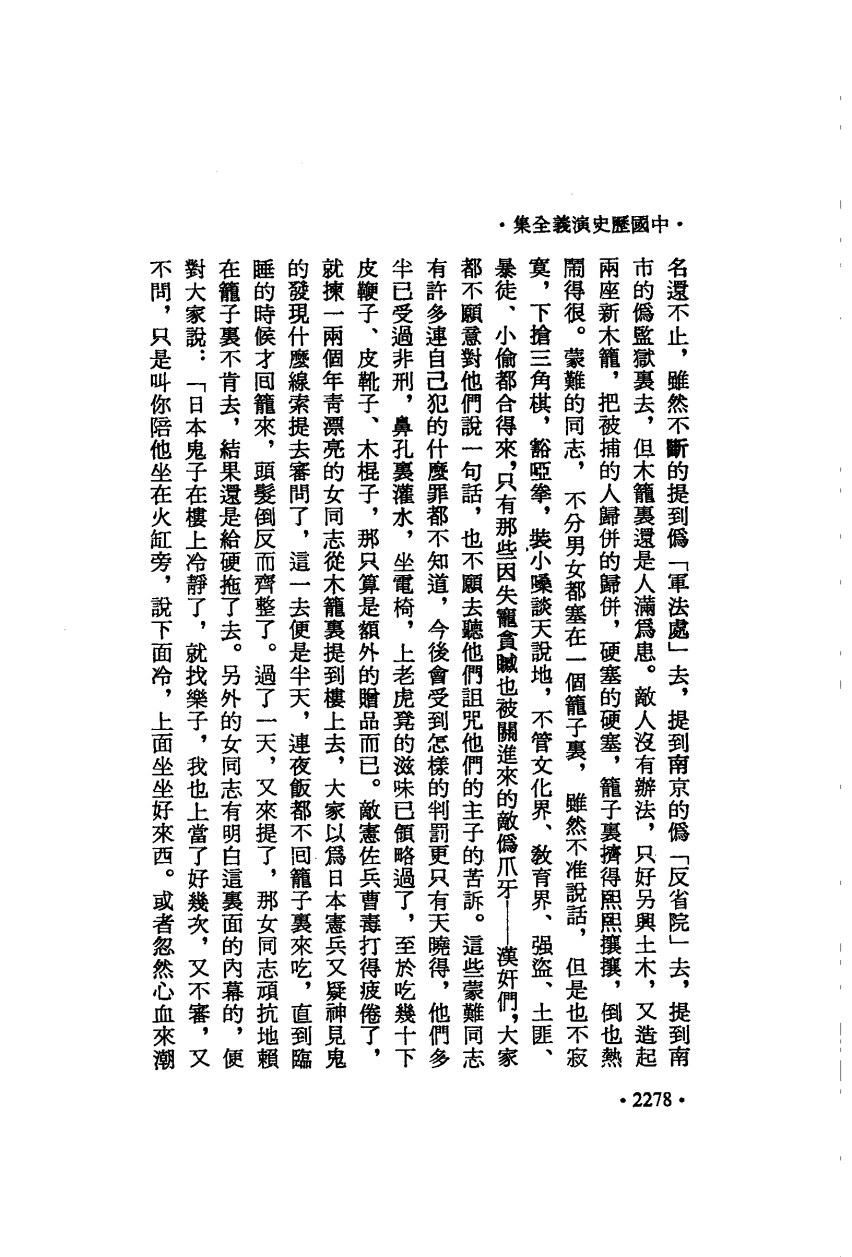 •中國歷史演義全集•
名還不止，雖然不斷的提到僞「軍法處」去，提到南京的僞「反省院」去，提到南
市的僞監獄裏去，但木籠裏還是人滿爲患。敵人沒有辦法，只好另興土木，又造起
兩座新木籠，把被捕的人歸併的歸併，硬塞的硬塞，籠子裏擠得熙熙攘攘，倒也熱
鬧得很。蒙難的同志，不分男女都塞在一個籠子裏，雖然不准說話，但是也不寂
寞，下搶三角棋，豁啞拳，裝小嗓談天說地，不管文化界、敎育界、强盜、土匪、
暴徒、小偷都合得來，只有那些因失寵貪贓也被關進來的敵僞爪牙——漢奸們，大家
都不願意對他們說一句話，也不願去聽他們詛咒他們的主子的苦訴。這些蒙難同志
有許多連自己犯的什麼罪都不知道，今後會受到怎樣的判罰更只有天曉得，他們多
半已受過非刑，鼻孔裏灌水，坐電椅，上老虎凳的滋味已領略過了，至於吃幾十下
皮鞭子、皮靴子、木棍子，那只算是額外的贈品而已。敵憲佐兵曹毒打得疲倦了，
就揀一兩個年靑漂亮的女同志從木籠裏提到樓上去，大家以爲日本憲兵又疑神見鬼
的發現什麼線索提去審問了，這一去便是半天，連夜飯都不回籠子裏來吃，直到臨
睡的時候才回籠來，頭髮倒反而齊整了。過了一天，又來提了，那女同志頑抗地賴
在籠子裏不肯去，結果還是給硬拖了去。另外的女同志有明白這裏面的內幕的，便
對大家說：「日本鬼子在樓上冷靜了，就找樂子，我也上當了好幾次，又不審，又
不問，只是叫你陪他坐在火缸旁，說下面冷，上面坐坐好來西。或者忽然心血來潮
•2278•